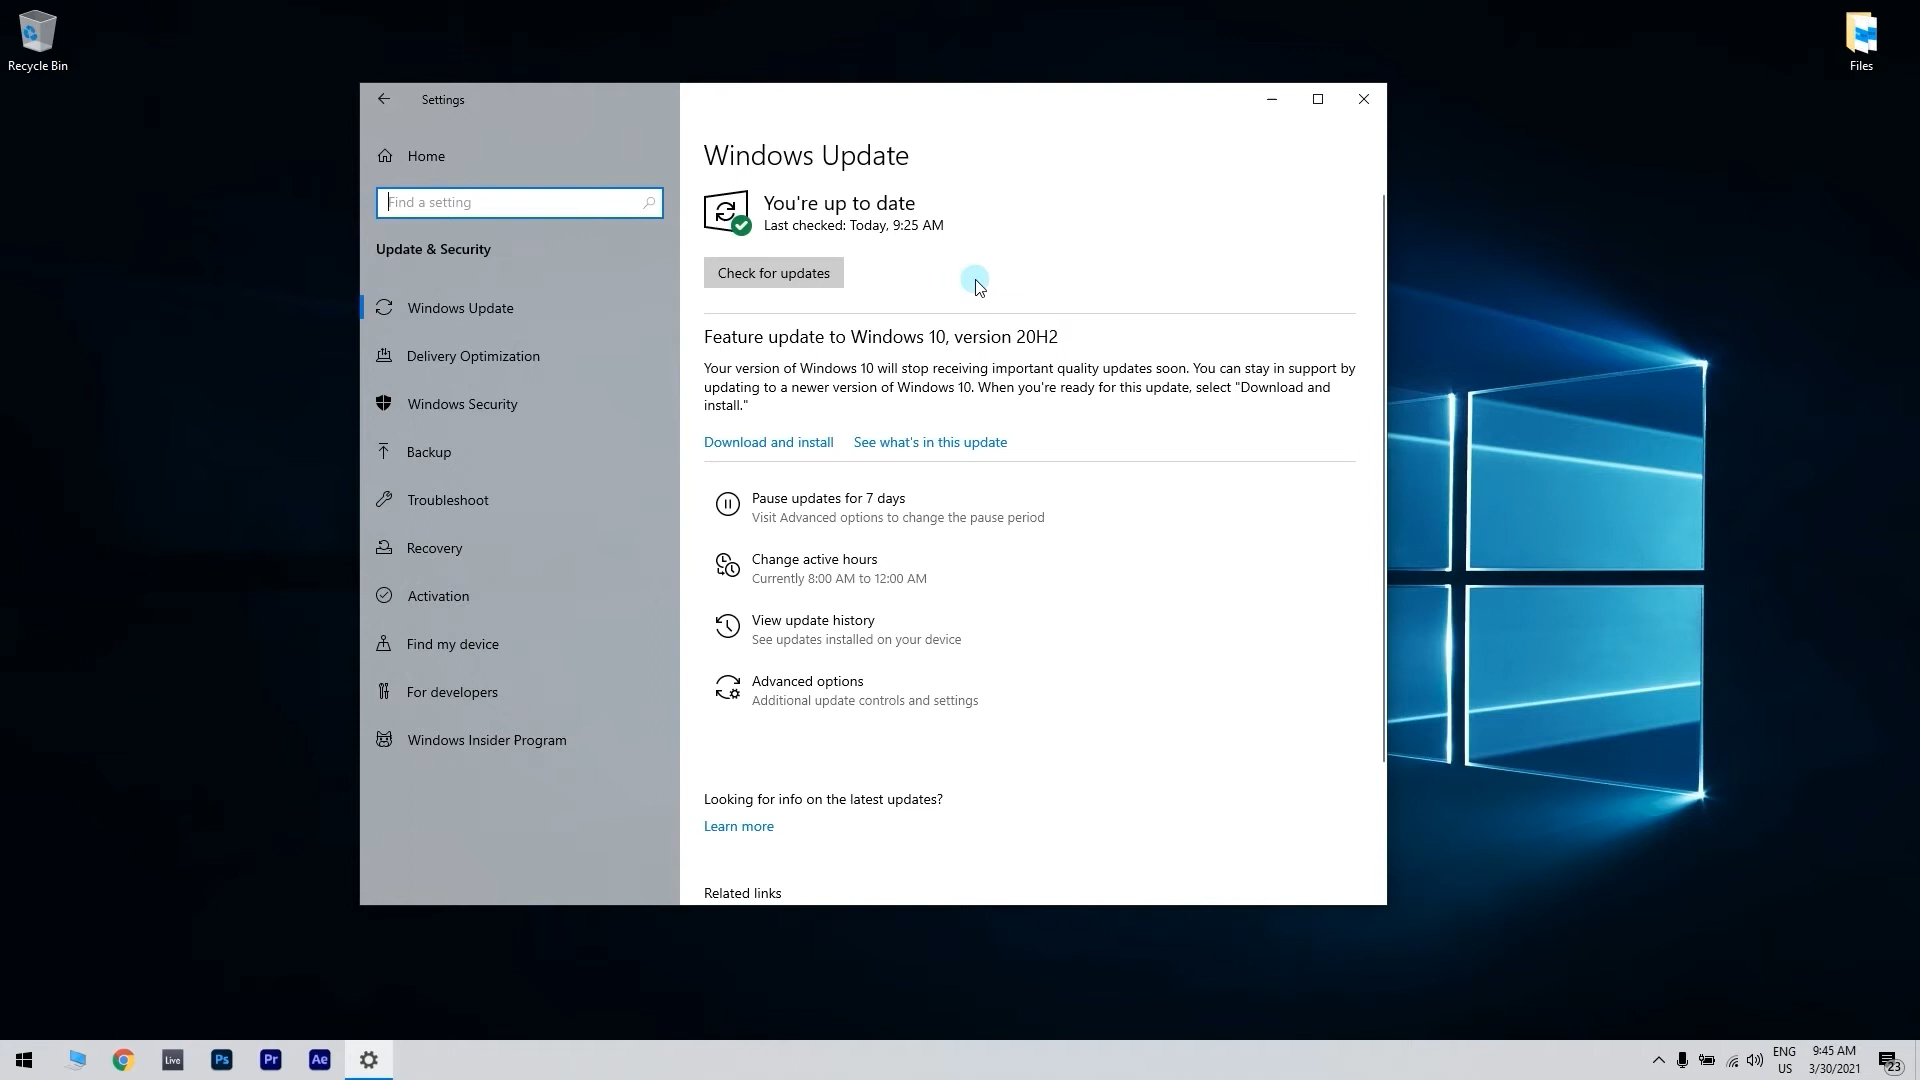 Recycle Bin
Files
Settings
Home
Find a setting
Update & Security
Windows Update
Delivery Optimization
Windows Security
Backup
Troubleshoot
Recovery
Activation
Find my device
For developers
Windows Insider Program
Windows Update
You're up to date
Last checked: Today, 9:25 AM
Check for updates
Feature update to Windows 10, version 20H2
Your version of Windows 10 will stop receiving important quality updates soon. You can stay in support by
updating to a newer version of Windows 10. When you're ready for this update, select "Download and
install."
Download and install See what's in this update
Pause updates for 7 days
Visit Advanced options to change the pause period
Change active hours
Currently 8:00 AM to 12:00 AM
View update history
See updates installed on your device
Advanced options
Additional update controls and settings
Looking for info on the latest updates?
Learn more
Related links
Live
Ps
Pr
Ae
ENG
US
9:45 AM
3/30/2021
23